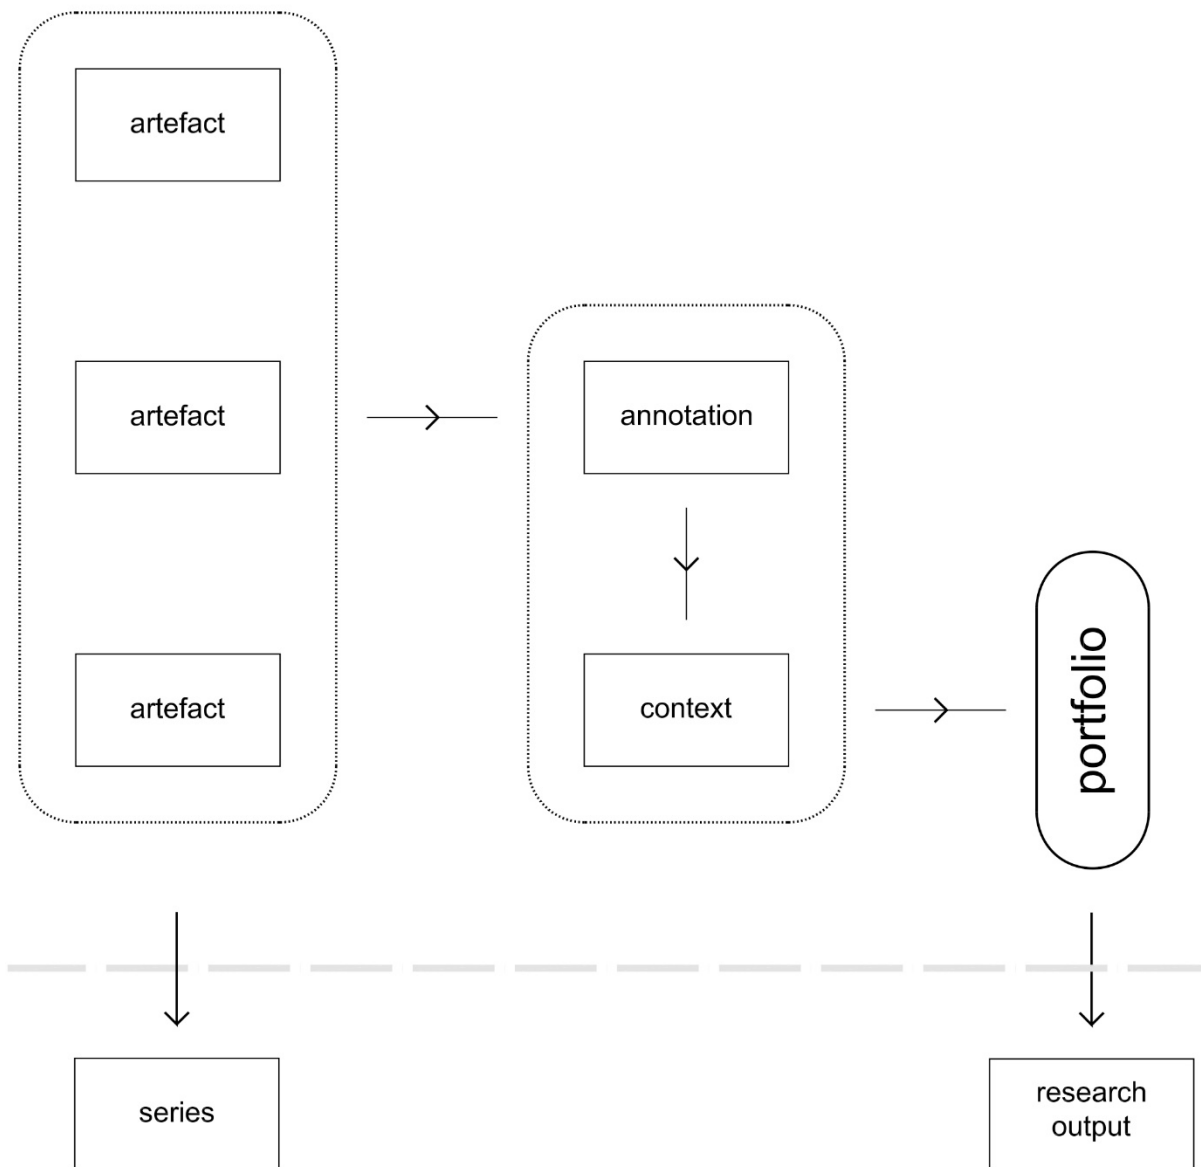 artefact
artefact
annotation
artefact
context
portfolio
series
research
output